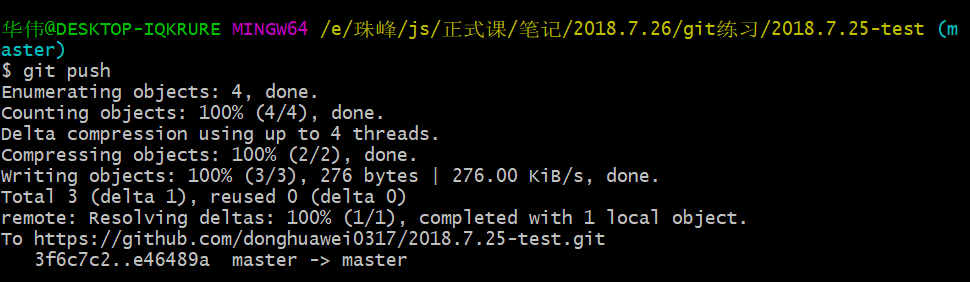 华伟@DESKTOP-IQKRURE MINGW64 /e/珠峰/js/正式课/笔记/2018.7.26/git练习/2018.7.25-test (m
aster)
$ git push
Enumerating objects: 4, done.
Counting objects: 100% (4/4), done.
Delta compression using up to 4 threads.
Compressing objects: 100% (2/2), done.
Writing objects: 100% (3/3), 276 bytes | 276.00 KiB/s, done.
Total 3 (delta 1), reused 0 (delta 0)
remote: Resolving deltas: 100% (1/1), completed with 1 local object.
To https://github.com/donghuawei0317/2018.7.25-test.git
   3f6c7c2..e46489a  master -> master